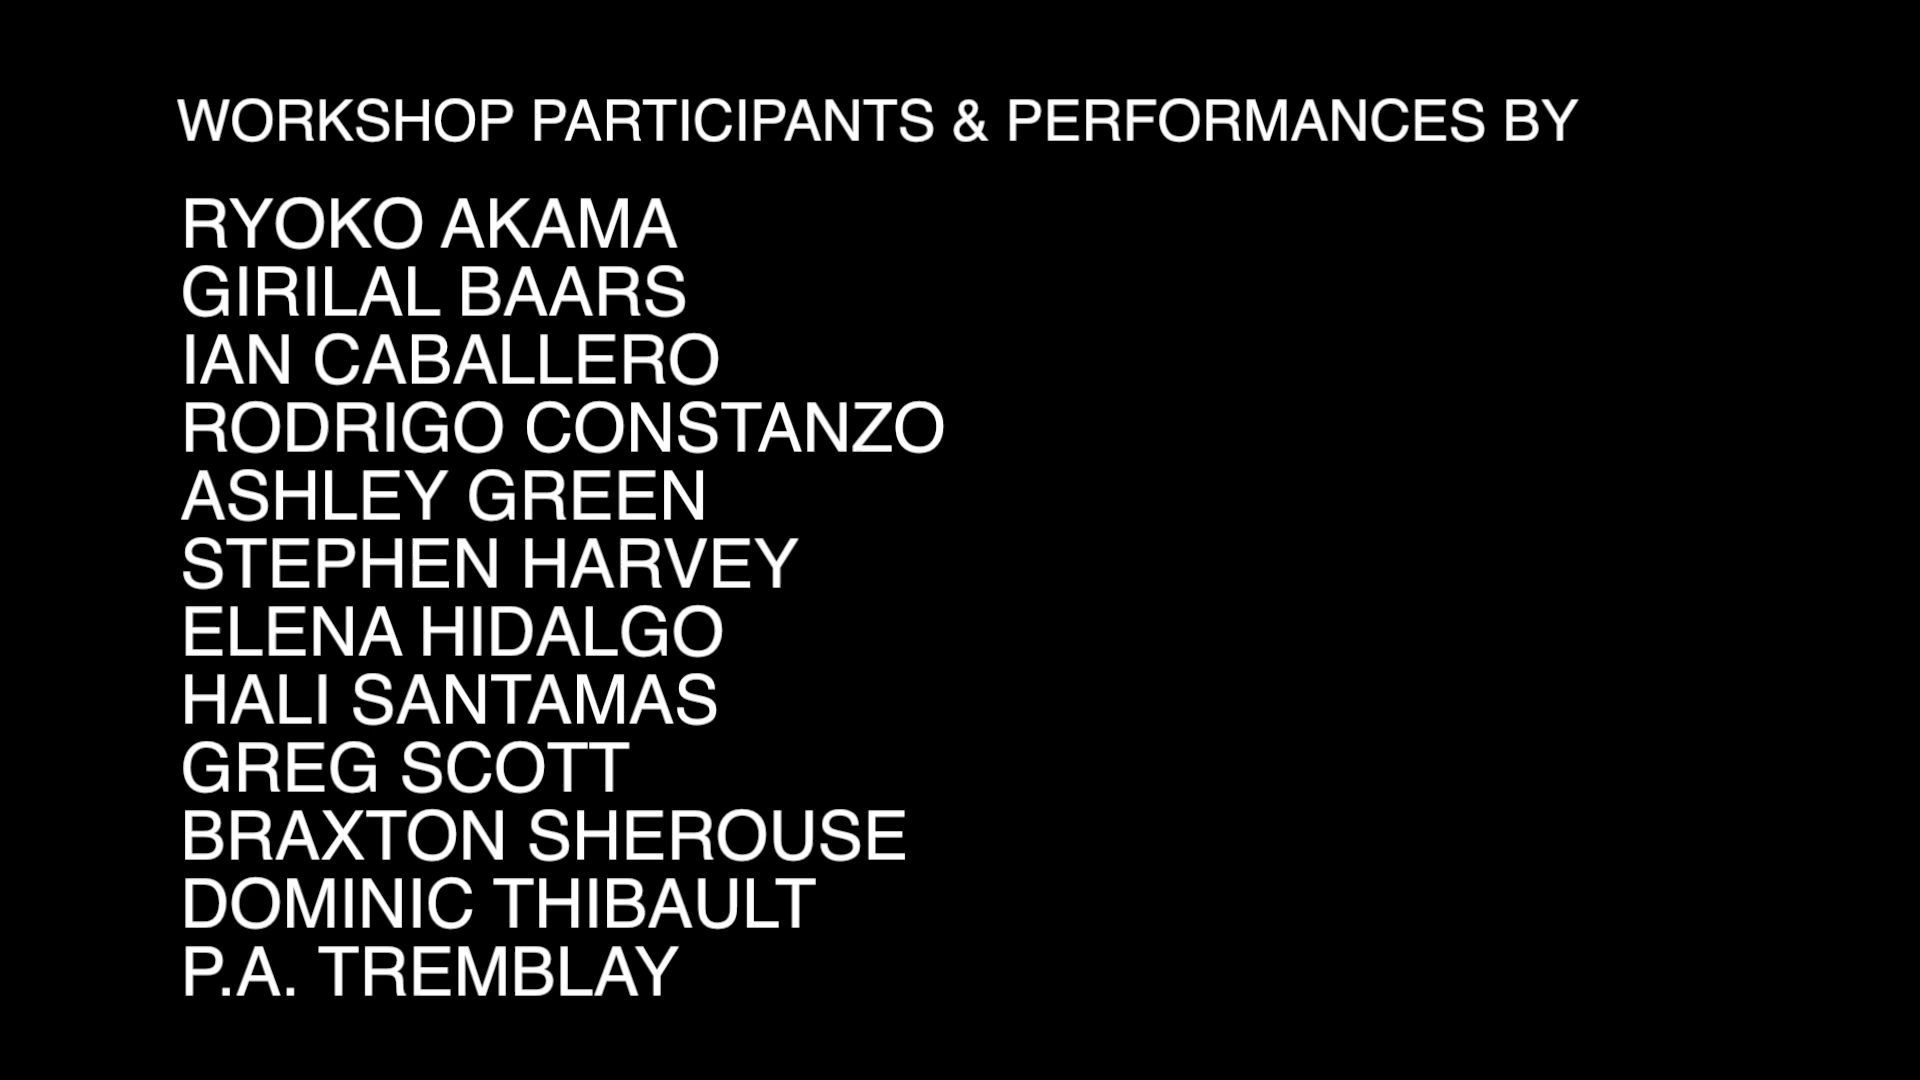 WORKSHOP PARTICIPANTS & PERFORMANCES BY
RYOKO AKAMA
GIRILAL BAARS
IAN CABALLERO
RODRIGO CONSTANZO
ASHLEY GREEN
STEPHEN HARVEY
ELENA HIDALGO
HALI SANTAMAS
GREG SCOTT
BRAXTON SHEROUSE
DOMINIC THIBAULT
P.A. TREMBLAY